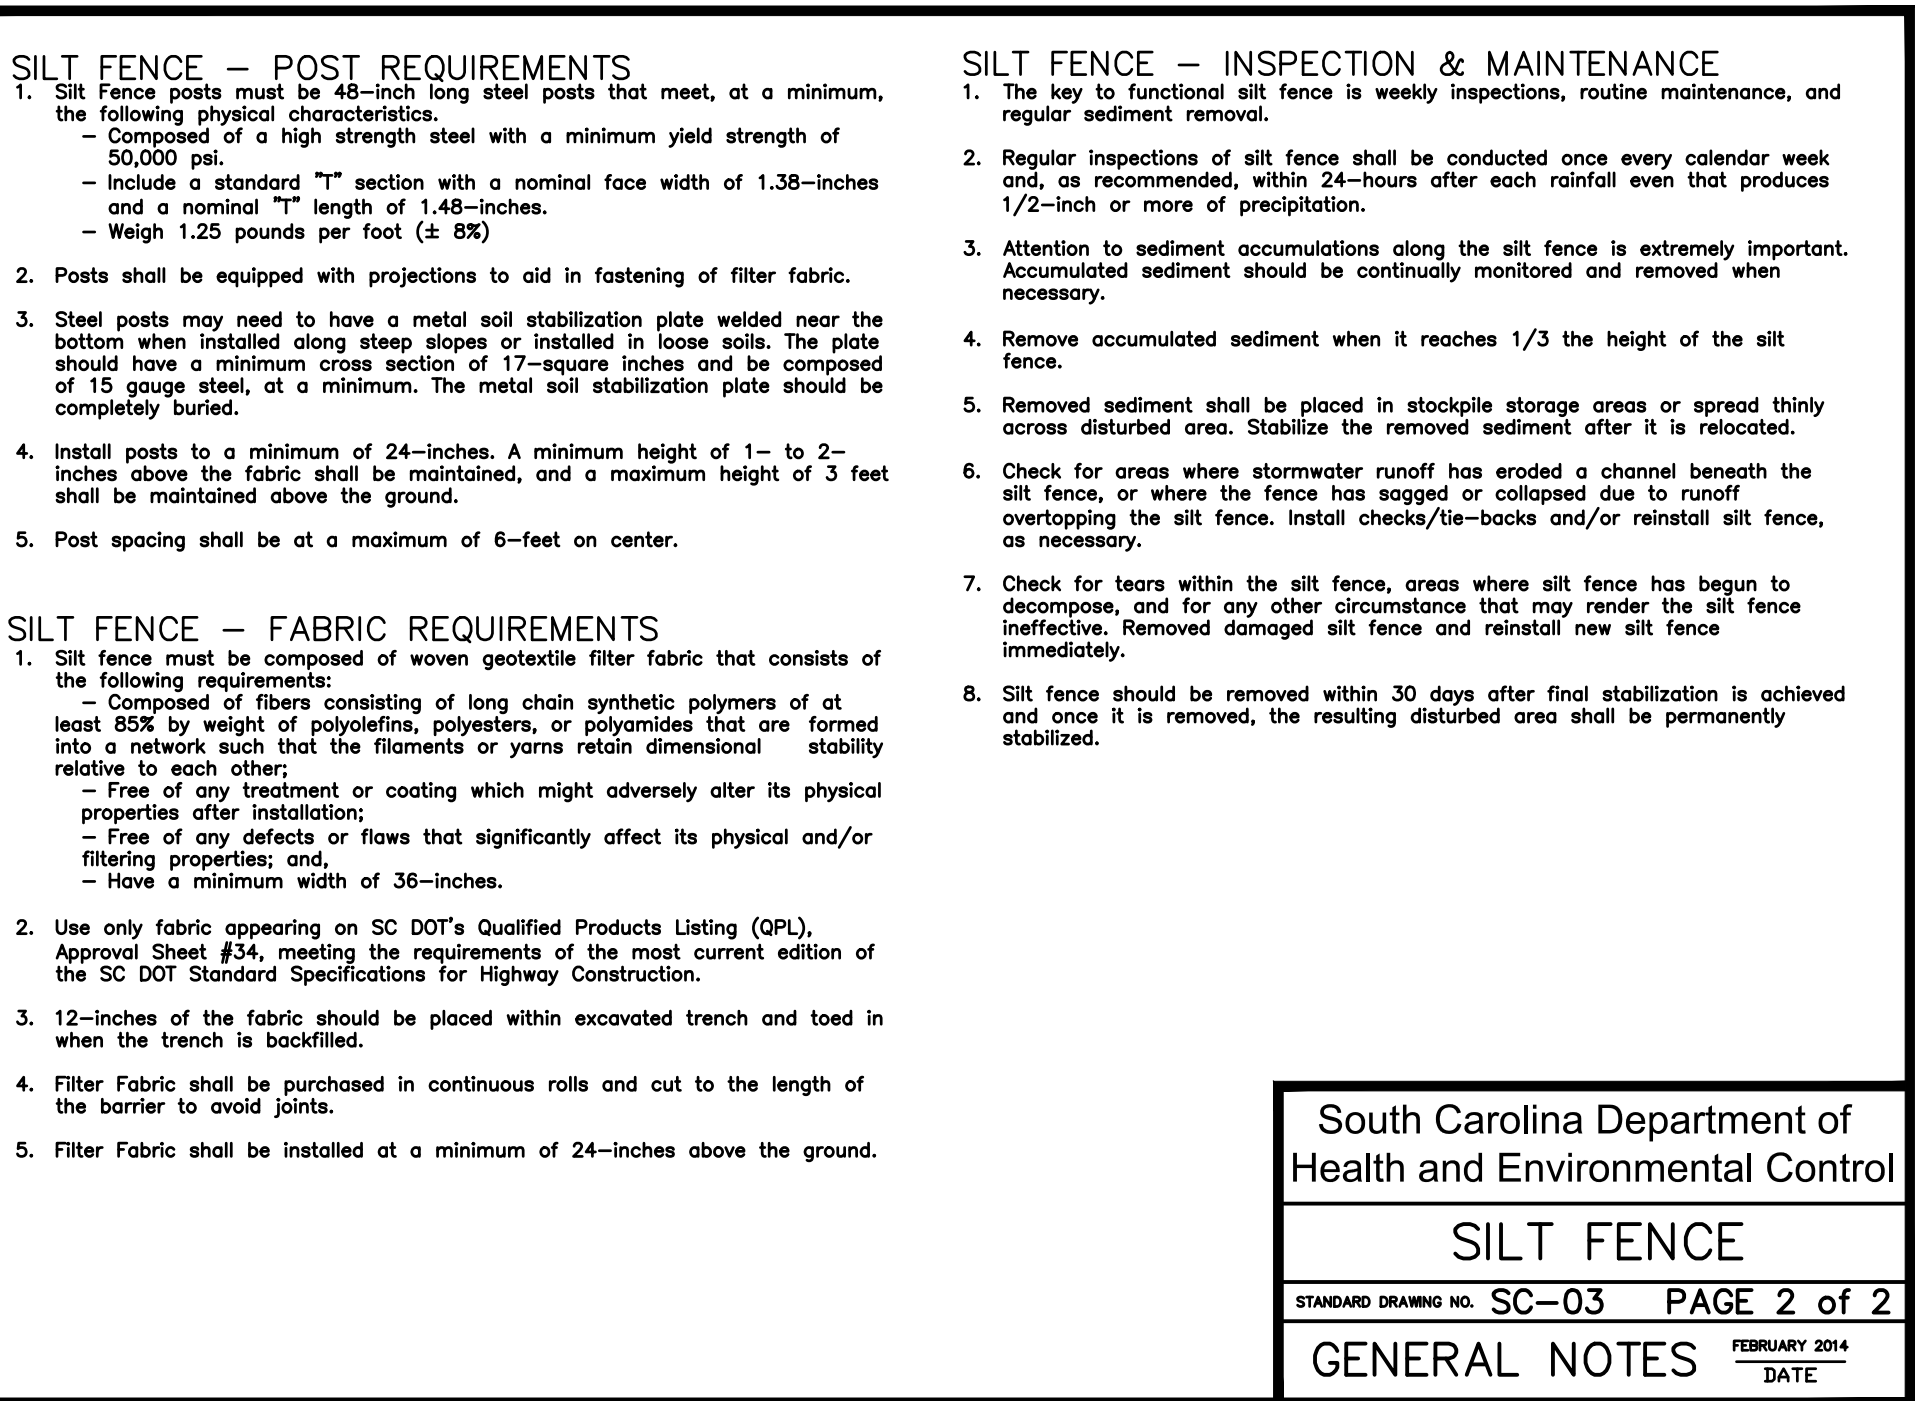 SILT FENCE – POST REQUIREMENTS
1. Silt Fence posts must be 48–inch long steel posts that meet, at a minimum,
the following physical characteristics.
– Composed of a high strength steel with a minimum yield strength of
50,000 psi.
– Include a standard "T" section with a nominal face width of 1.38–inches
and a nominal "T" length of 1.48–inches.
– Weigh 1.25 pounds per foot (± 8%)
2. Posts shall be equipped with projections to aid in fastening of filter fabric.
3. Steel posts may need to have a metal soil stabilization plate welded near the
bottom when installed along steep slopes or installed in loose soils. The plate
should have a minimum cross section of 17–square inches and be composed
of 15 gauge steel, at a minimum. The metal soil stabilization plate should be
completely buried.
4. Install posts to a minimum of 24–inches. A minimum height of 1– to 2–
inches above the fabric shall be maintained, and a maximum height of 3 feet
shall be maintained above the ground.
5. Post spacing shall be at a maximum of 6–feet on center.
SILT FENCE – FABRIC REQUIREMENTS
1. Silt fence must be composed of woven geotextile filter fabric that consists of
the following requirements:
– Composed of fibers consisting of long chain synthetic polymers of at
least 85% by weight of polyolefins, polyesters, or polyamides that are formed
into a network such that the filaments or yarns retain dimensional stability
relative to each other;
– Free of any treatment or coating which might adversely alter its physical
properties after installation;
– Free of any defects or flaws that significantly affect its physical and/or
filtering properties; and,
– Have a minimum width of 36–inches.
2. Use only fabric appearing on SC DOT's Qualified Products Listing (QPL),
Approval Sheet #34, meeting the requirements of the most current edition of
the SC DOT Standard Specifications for Highway Construction.
3. 12–inches of the fabric should be placed within excavated trench and toed in
when the trench is backfilled.
4. Filter Fabric shall be purchased in continuous rolls and cut to the length of
the barrier to avoid joints.
5. Filter Fabric shall be installed at a minimum of 24–inches above the ground.
SILT FENCE – INSPECTION & MAINTENANCE
1. The key to functional silt fence is weekly inspections, routine maintenance, and
regular sediment removal.
2. Regular inspections of silt fence shall be conducted once every calendar week
and, as recommended, within 24–hours after each rainfall even that produces
1/2–inch or more of precipitation.
3. Attention to sediment accumulations along the silt fence is extremely important.
Accumulated sediment should be continually monitored and removed when
necessary.
4. Remove accumulated sediment when it reaches 1/3 the height of the silt
fence.
5. Removed sediment shall be placed in stockpile storage areas or spread thinly
across disturbed area. Stabilize the removed sediment after it is relocated.
6. Check for areas where stormwater runoff has eroded a channel beneath the
silt fence, or where the fence has sagged or collapsed due to runoff
overtopping the silt fence. Install checks/tie–backs and/or reinstall silt fence,
as necessary.
7. Check for tears within the silt fence, areas where silt fence has begun to
decompose, and for any other circumstance that may render the silt fence
ineffective. Removed damaged silt fence and reinstall new silt fence
immediately.
8. Silt fence should be removed within 30 days after final stabilization is achieved
and once it is removed, the resulting disturbed area shall be permanently
stabilized.
South Carolina Department of
Health and Environmental Control
SILT FENCE
STANDARD DRAWING NO. SC–03 PAGE 2 of 2
GENERAL NOTES FEBRUARY 2014
DATE